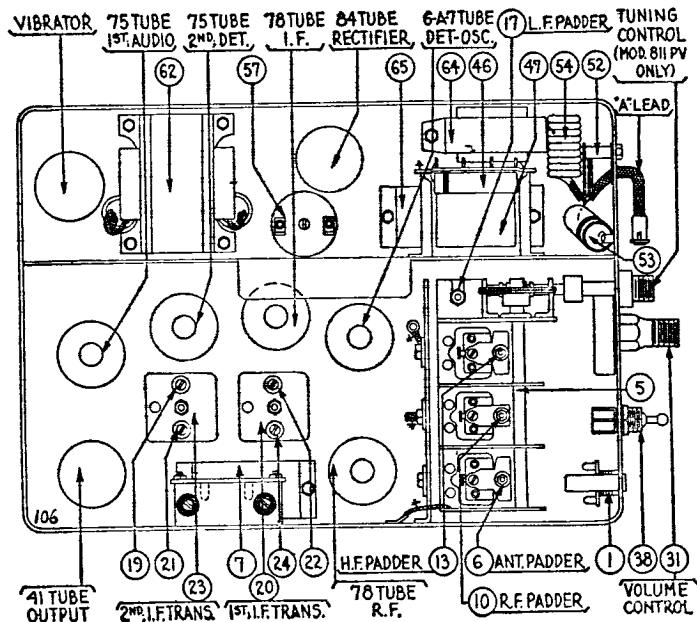 VIBRATOR
75 TUBE
1ST, AUDIO
75 TUBE
2ND, DET.
78 TUBE
I.F.
84 TUBE
RECTIFIER
6-A-7 TUBE
DET-OSC.
17 L.F. PADDER
TUNING
CONTROL
(MOD. 811 PV
ONLY)
62
57
65
64
46
47
54
52
"A" LEAD
53
5
106
19
21
23
7
20
24
22
H.F. PADDER
13
6 ANT. PADDER
1
38
31
41 TUBE
OUTPUT
2ND, I.F. TRANS.
1ST, I.F. TRANS.
78 TUBE
R.F.
10 R.F. PADDER
VOLUME
CONTROL